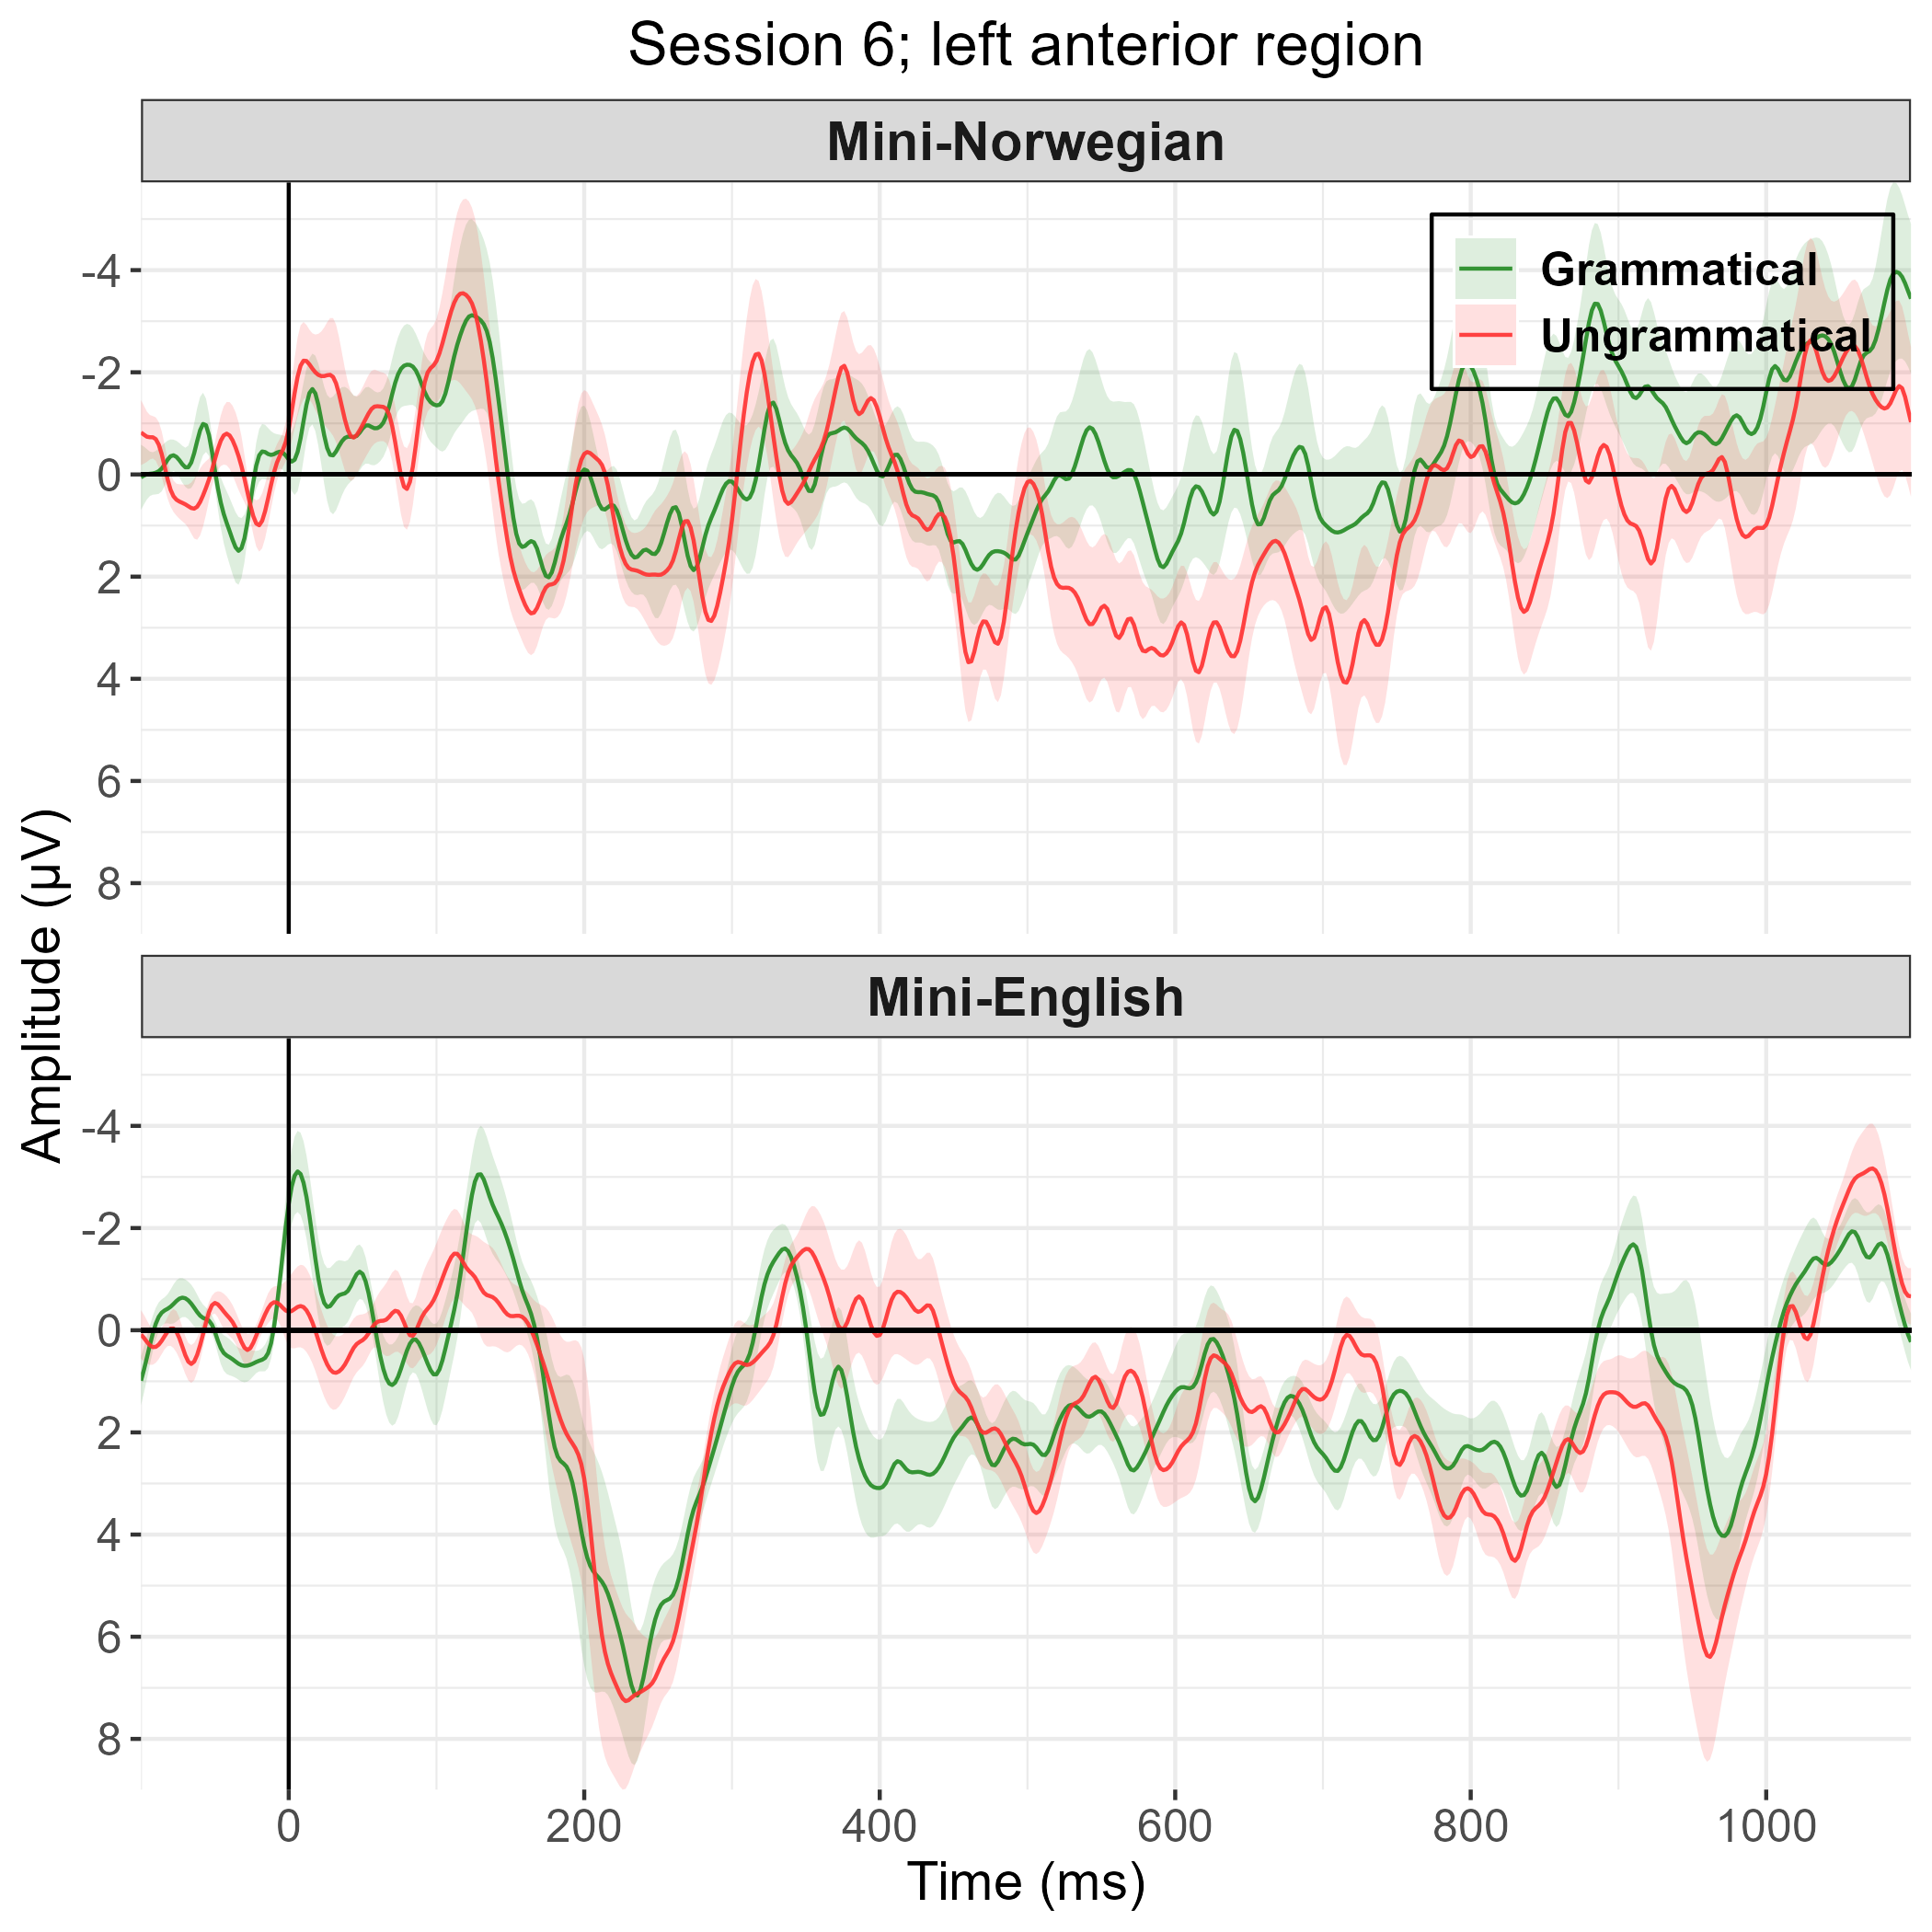 Session 6; left anterior region
Mini-Norwegian
Grammatical
Ungrammatical
-4
-2
0
2
4
6
8
Amplitude (µV)
Mini-English
-4
-2
0
2
4
6
8
0 200 400 600 800 1000
Time (ms)